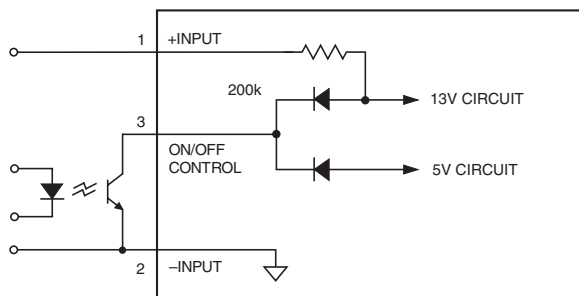 1 +INPUT
200k
13V CIRCUIT
3
ON/OFF
CONTROL
5V CIRCUIT
2 –INPUT